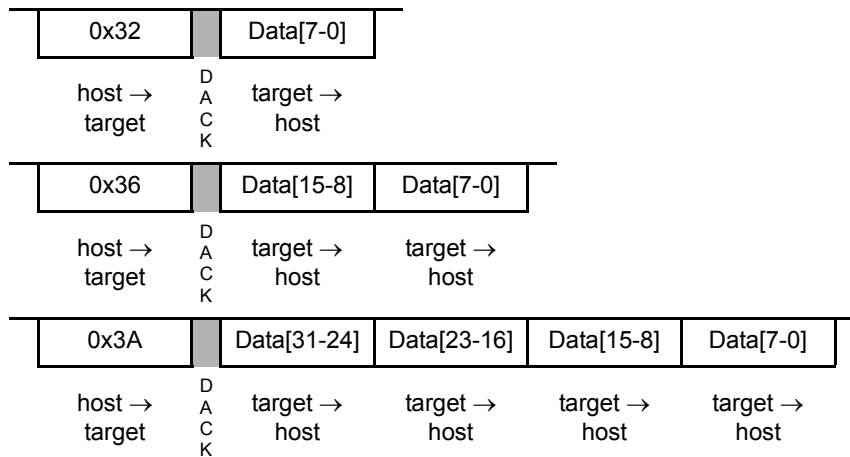 0x32 Data[7-0]
host → D A C K target →
target host
0x36 Data[15-8] Data[7-0]
host → D A C K target → target →
target host host
0x3A Data[31-24] Data[23-16] Data[15-8] Data[7-0]
host → D A C K target → target → target → target →
target host host host host